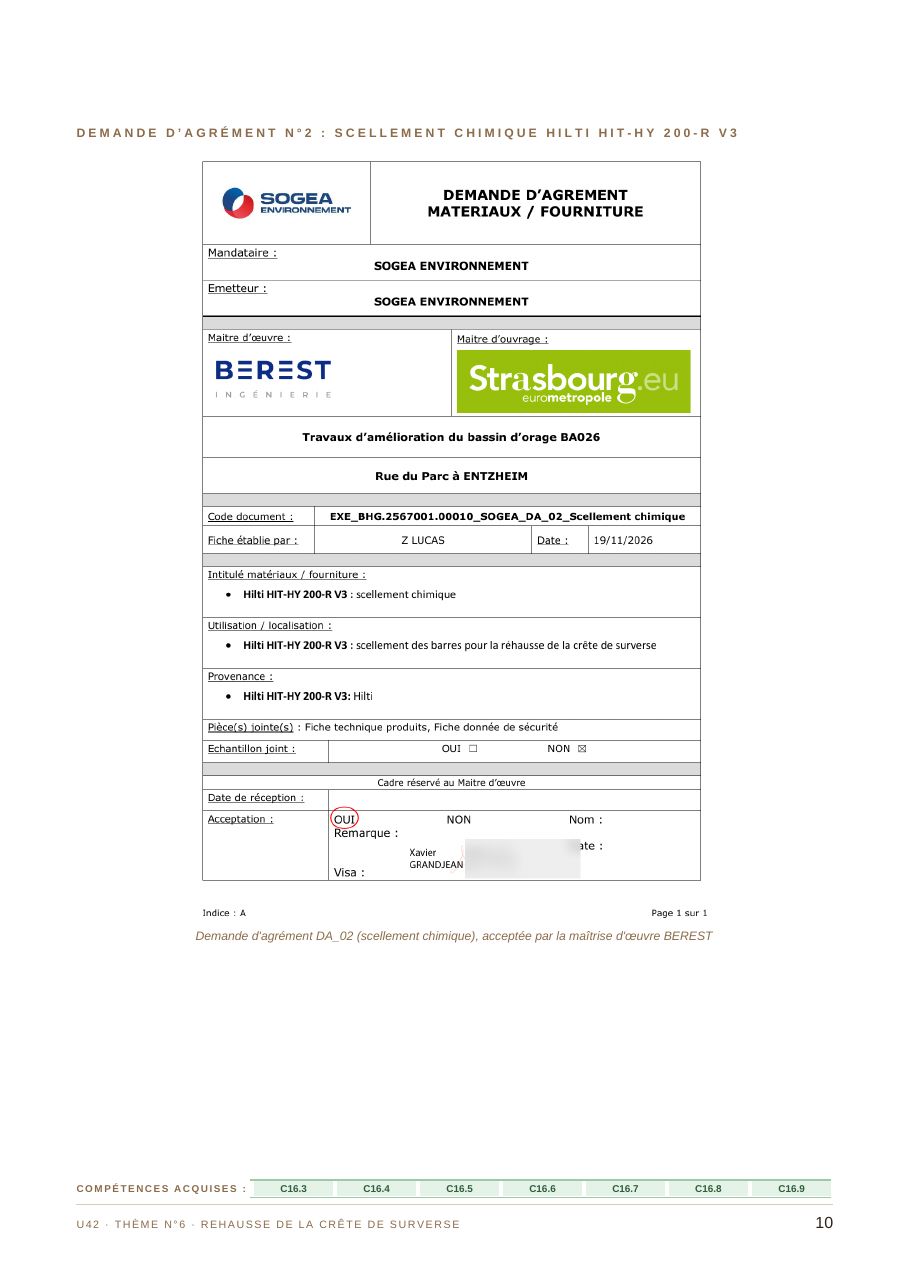 DEMANDE D'AGRÉMENT N°2 : SCELLEMENT CHIMIQUE HILTI HIT-HY 200-R V3
SOGEA
ENVIRONNEMENT
DEMANDE D'AGREMENT
MATERIAUX / FOURNITURE
Mandataire :
SOGEA ENVIRONNEMENT
Emetteur :
SOGEA ENVIRONNEMENT
Maitre d'œuvre :
BEREST
INGÉNIERIE
Maitre d'ouvrage :
Strasbourg.eu
eurometropole
Travaux d'amélioration du bassin d'orage BA026
Rue du Parc à ENTZHEIM
Code document : EXE_BHG.2567001.00010_SOGEA_DA_02_Scellement chimique
Fiche établie par : Z LUCAS Date : 19/11/2026
Intitulé matériaux / fourniture :
• Hilti HIT-HY 200-R V3 : scellement chimique
Utilisation / localisation :
• Hilti HIT-HY 200-R V3 : scellement des barres pour la réhausse de la crête de surverse
Provenance :
• Hilti HIT-HY 200-R V3: Hilti
Pièce(s) jointe(s) : Fiche technique produits, Fiche donnée de sécurité
Echantillon joint : OUI ☐ NON ☒
Cadre réservé au Maitre d'œuvre
Date de réception :
Acceptation : OUI NON Nom :
Remarque :
ate :
Xavier
GRANDJEAN
Visa :
Indice : A Page 1 sur 1
Demande d'agrément DA_02 (scellement chimique), acceptée par la maîtrise d'œuvre BEREST
COMPÉTENCES ACQUISES : C16.3 C16.4 C16.5 C16.6 C16.7 C16.8 C16.9
U42 · THÈME N°6 · REHAUSSE DE LA CRÊTE DE SURVERSE 10